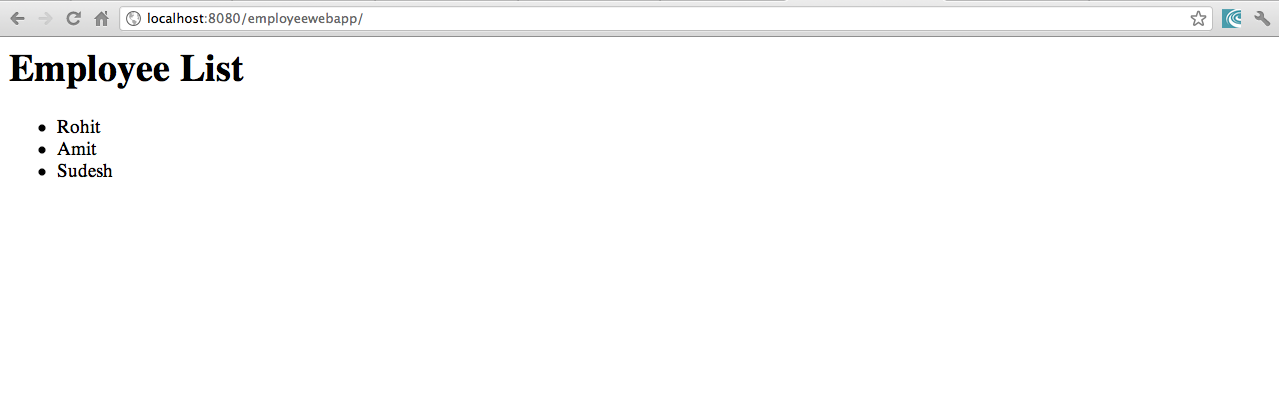 localhost:8080/employeewebapp/
Employee List
Rohit
Amit
Sudesh